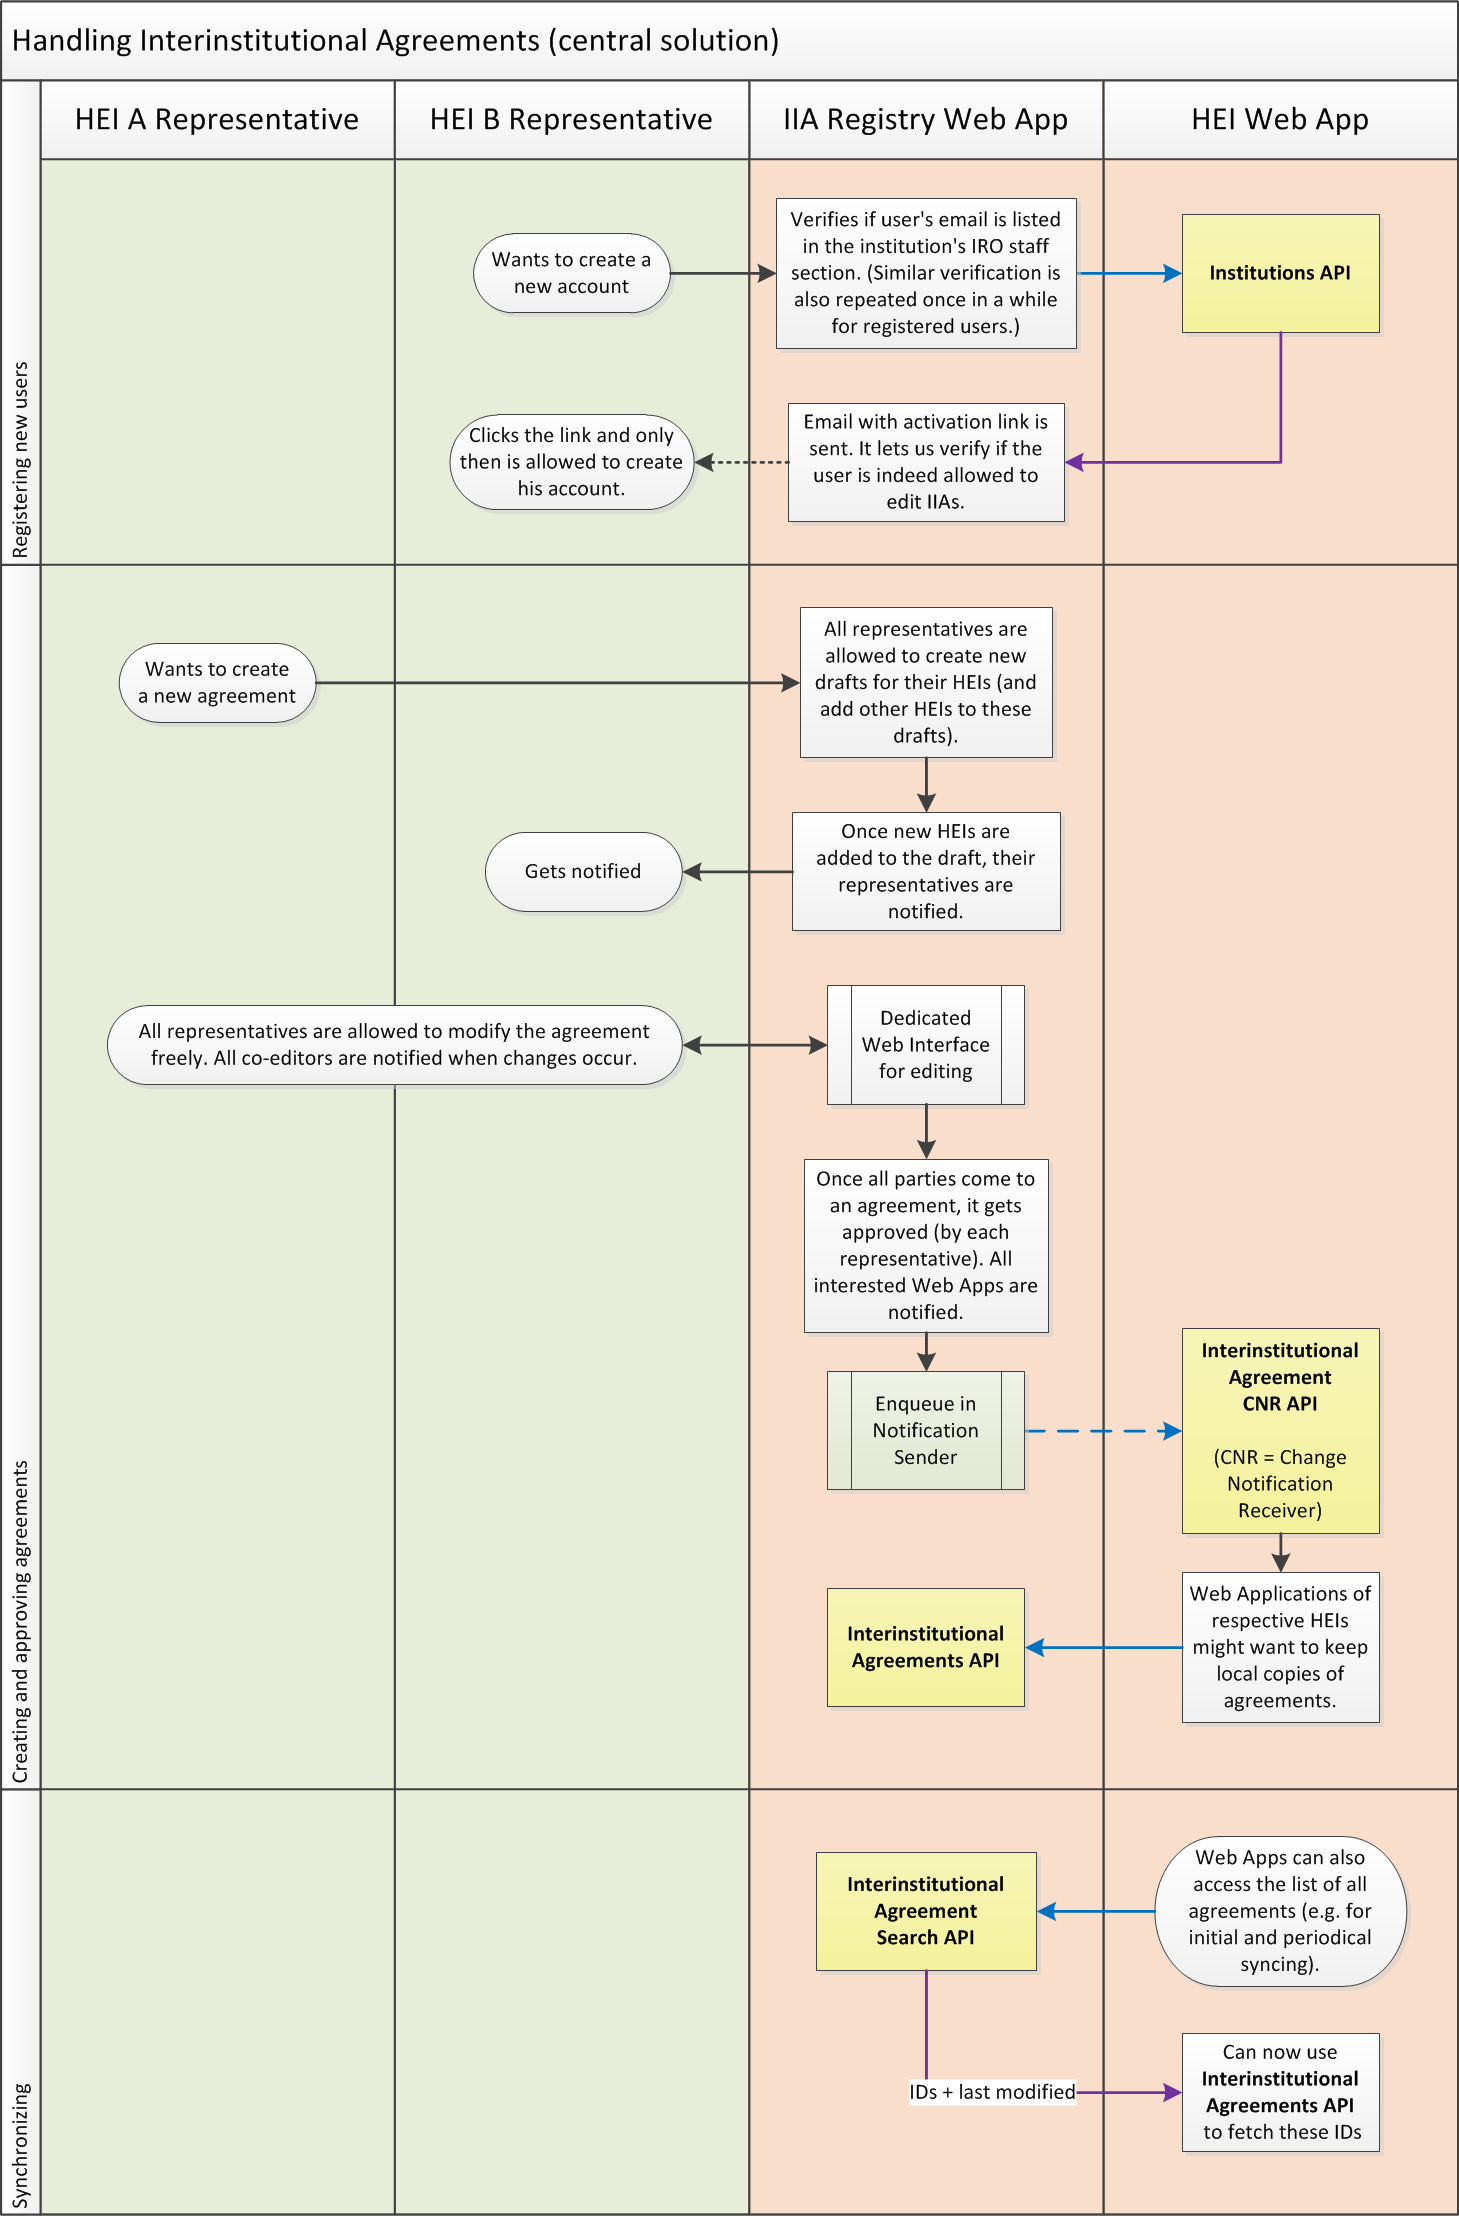 Handling Interinstitutional Agreements (central solution)
HEI A Representative
HEI B Representative
IIA Registry Web App
HEI Web App
Registering new users
Wants to create a
new account
Verifies if user's email is listed
in the institution's IRO staff
section. (Similar verification is
also repeated once in a while
for registered users.)
Institutions API
Clicks the link and only
then is allowed to create
his account.
Email with activation link is
sent. It lets us verify if the
user is indeed allowed to
edit IIAs.
Creating and approving agreements
Wants to create
a new agreement
All representatives are
allowed to create new
drafts for their HEIs (and
add other HEIs to these
drafts).
Gets notified
Once new HEIs are
added to the draft, their
representatives are
notified.
All representatives are allowed to modify the agreement
freely. All co-editors are notified when changes occur.
Dedicated
Web Interface
for editing
Once all parties come to
an agreement, it gets
approved (by each
representative). All
interested Web Apps are
notified.
Enqueue in
Notification
Sender
Interinstitutional
Agreement
CNR API
(CNR = Change
Notification
Receiver)
Interinstitutional
Agreements API
Web Applications of
respective HEIs
might want to keep
local copies of
agreements.
Synchronizing
Interinstitutional
Agreement
Search API
Web Apps can also
access the list of all
agreements (e.g. for
initial and periodical
syncing).
IDs + last modified
Can now use
Interinstitutional
Agreements API
to fetch these IDs